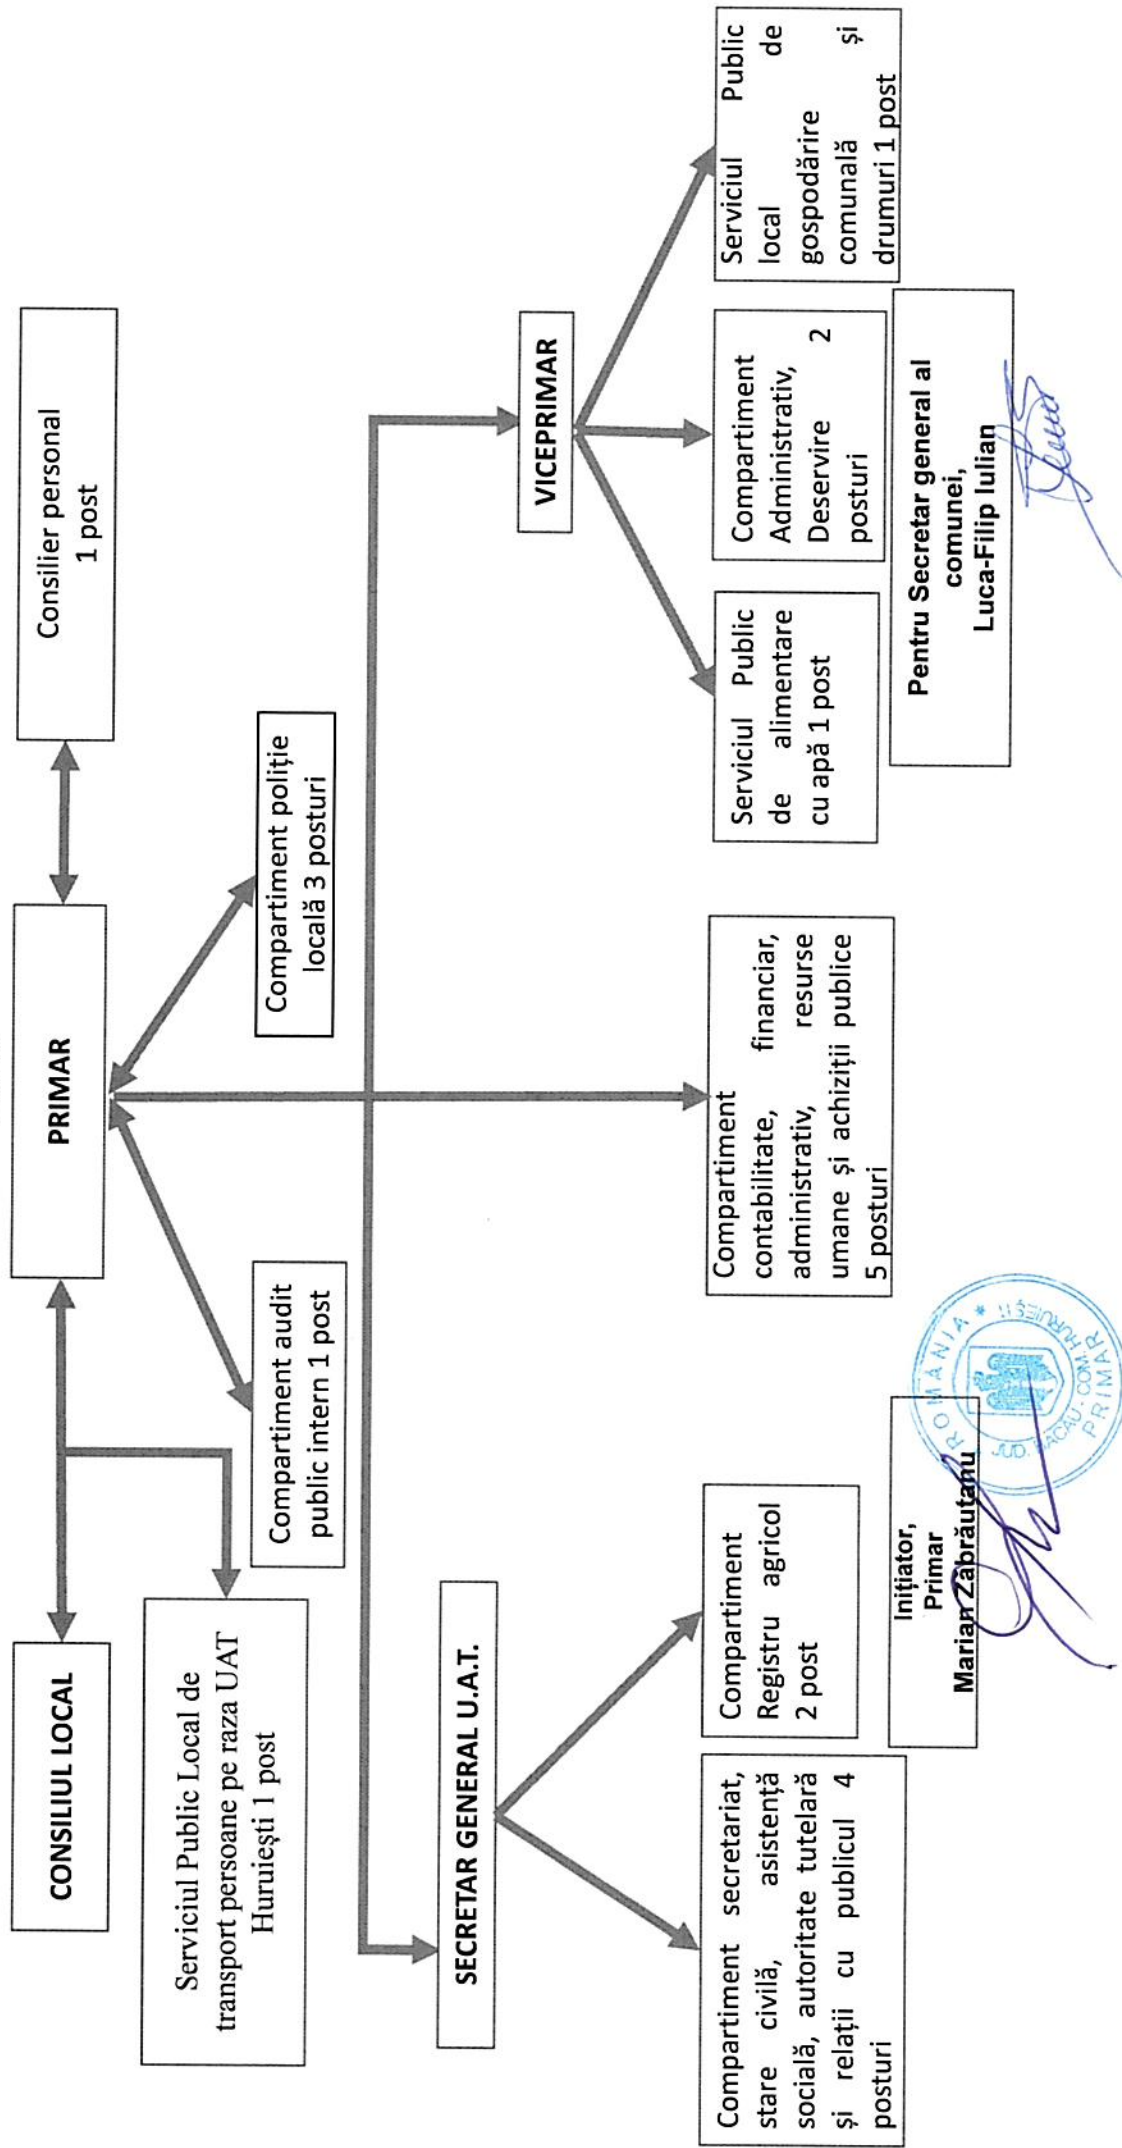 CONSILIUL LOCAL
PRIMAR
Consilier personal
1 post
Serviciul Public Local de
transport persoane pe raza UAT
Huruiești 1 post
Compartiment audit
public intern 1 post
Compartiment poliție
locală 3 posturi
SECRETAR GENERAL U.A.T.
VICEPRIMAR
Compartiment secretariat,
stare civilă, asistență
socială, autoritate tutelară
și relații cu publicul 4
posturi
Compartiment
Registru agricol
2 post
Compartiment
contabilitate, financiar,
administrativ, resurse
umane și achiziții publice
5 posturi
Serviciul Public
de alimentare
cu apă 1 post
Compartiment
Administrativ,
Deservire 2
posturi
Serviciul Public
local de
gospodărire
comunală și
drumuri 1 post
Inițiator,
Primar
Marian Zăbrăuțanu
ROMÂNIA *
JUD. BACĂU - COM. HURUIEȘTI
PRIMAR
Pentru Secretar general al
comunei,
Luca-Filip Iulian